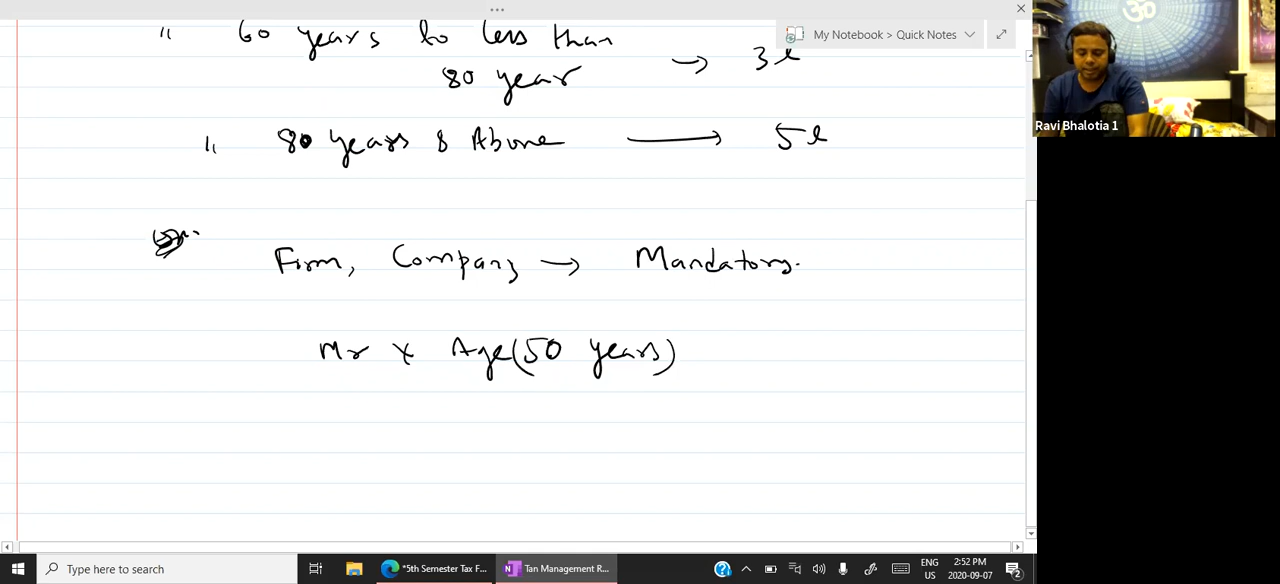 My Notebook > Quick Notes
" 60 years to less than
80 year → 3l
Ravi Bhalotia 1
" 80 years & Above → 5l
Firm, Company → Mandatory.
Mr X Age(50 years)
Type here to search
*5th Semester Tax F...
Tan Management R...
ENG
US
2:52 PM
2020-09-07
2